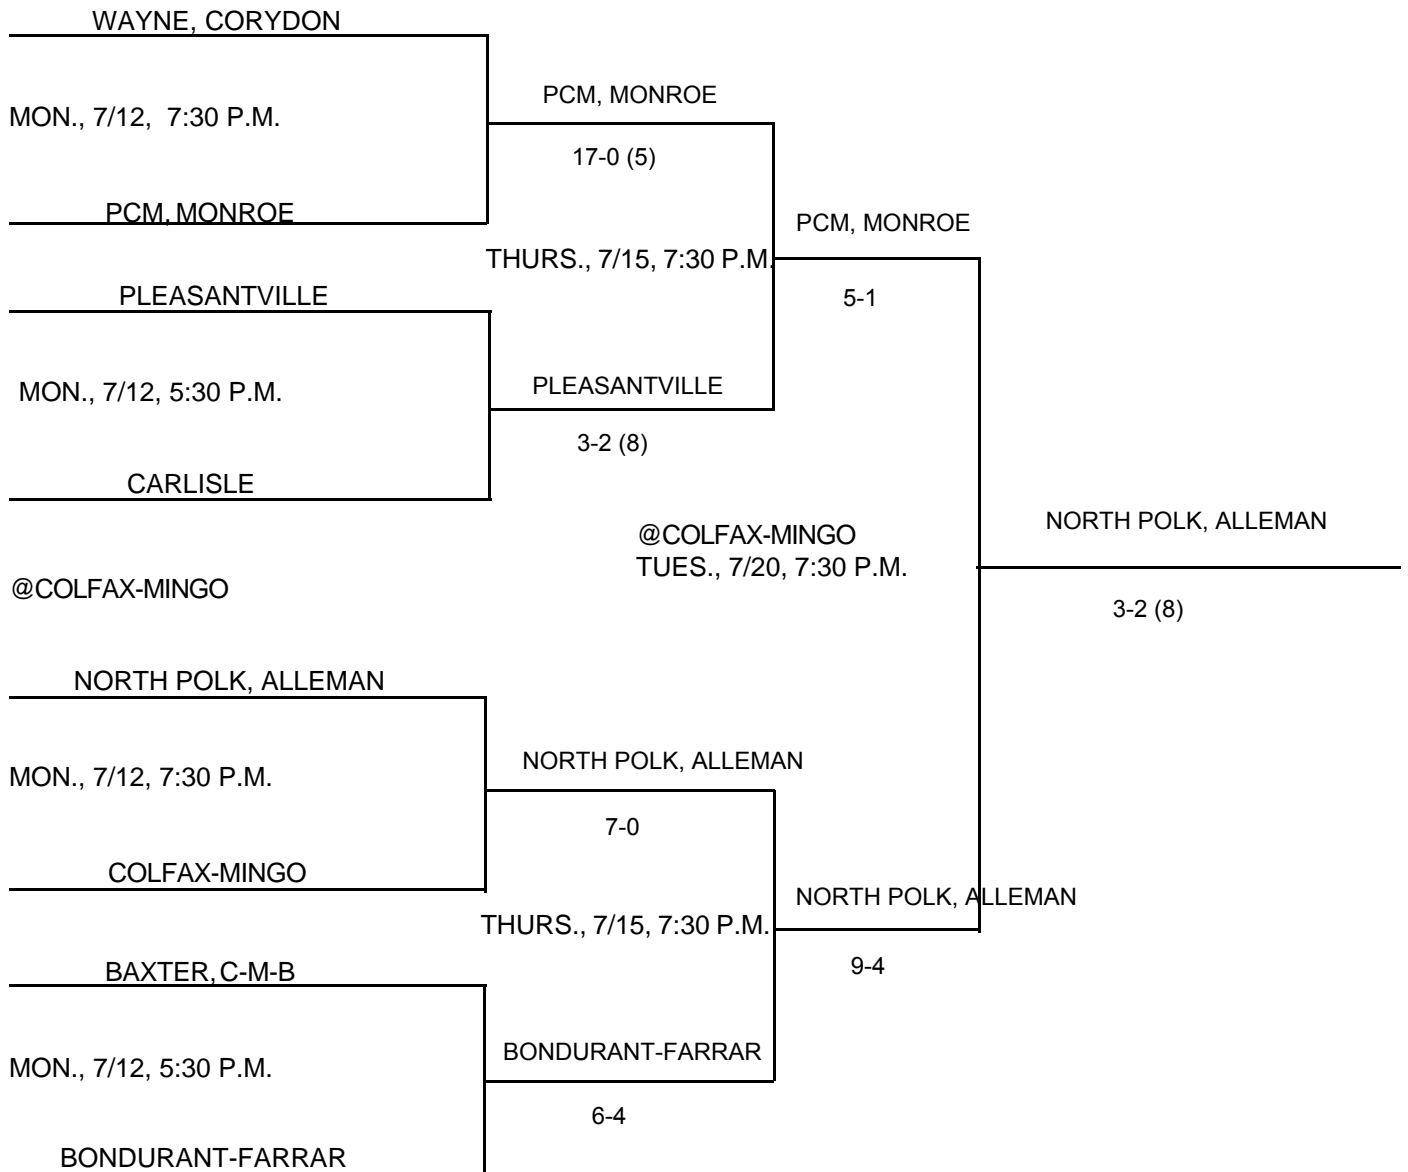 WAYNE, CORYDON
MON., 7/12, 7:30 P.M.
PCM, MONROE
17-0 (5)
PCM, MONROE
PCM, MONROE
THURS., 7/15, 7:30 P.M.
5-1
PLEASANTVILLE
MON., 7/12, 5:30 P.M.
PLEASANTVILLE
3-2 (8)
CARLISLE
@COLFAX-MINGO
TUES., 7/20, 7:30 P.M.
NORTH POLK, ALLEMAN
3-2 (8)
@COLFAX-MINGO
NORTH POLK, ALLEMAN
MON., 7/12, 7:30 P.M.
NORTH POLK, ALLEMAN
7-0
COLFAX-MINGO
NORTH POLK, ALLEMAN
THURS., 7/15, 7:30 P.M.
9-4
BAXTER, C-M-B
MON., 7/12, 5:30 P.M.
BONDURANT-FARRAR
6-4
BONDURANT-FARRAR